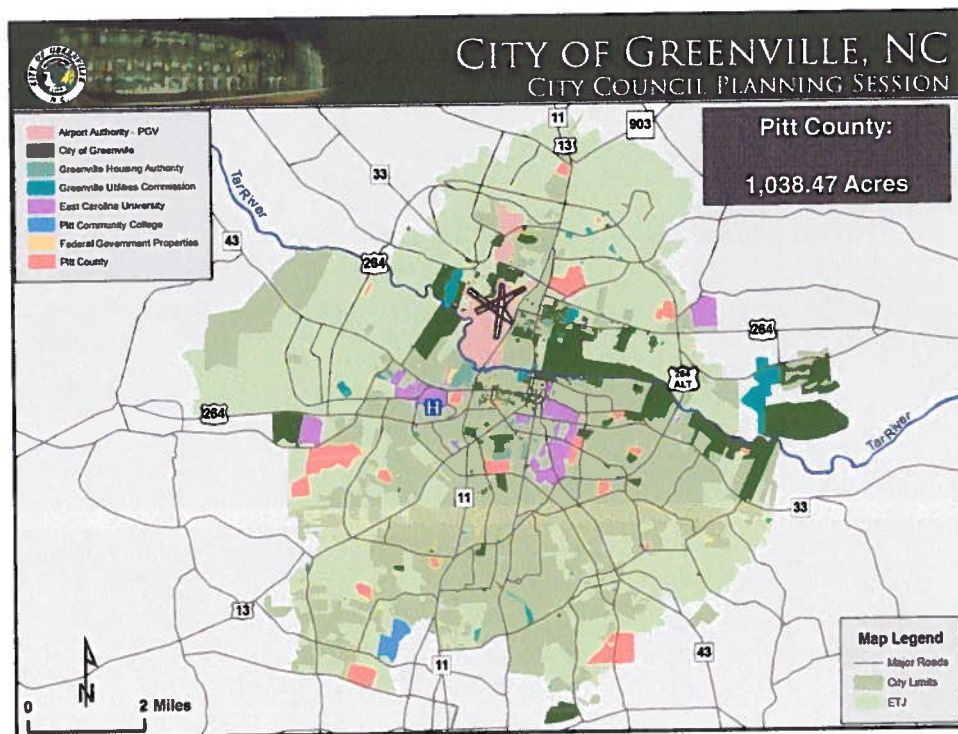 CITY OF GREENVILLE, NC
CITY COUNCIL PLANNING SESSION
CITY OF GREENVILLE
N.C.
Airport Authority - PGV
City of Greenville
Greenville Housing Authority
Greenville Utilities Commission
East Carolina University
Pitt Community College
Federal Government Properties
Pitt County
Pitt County:
1,038.47 Acres
11
13
903
33
Tar River
43
264
264
264
ALT
264
H
Tar River
11
33
13
11
43
N
0
2 Miles
Map Legend
Major Roads
City Limits
ETJ